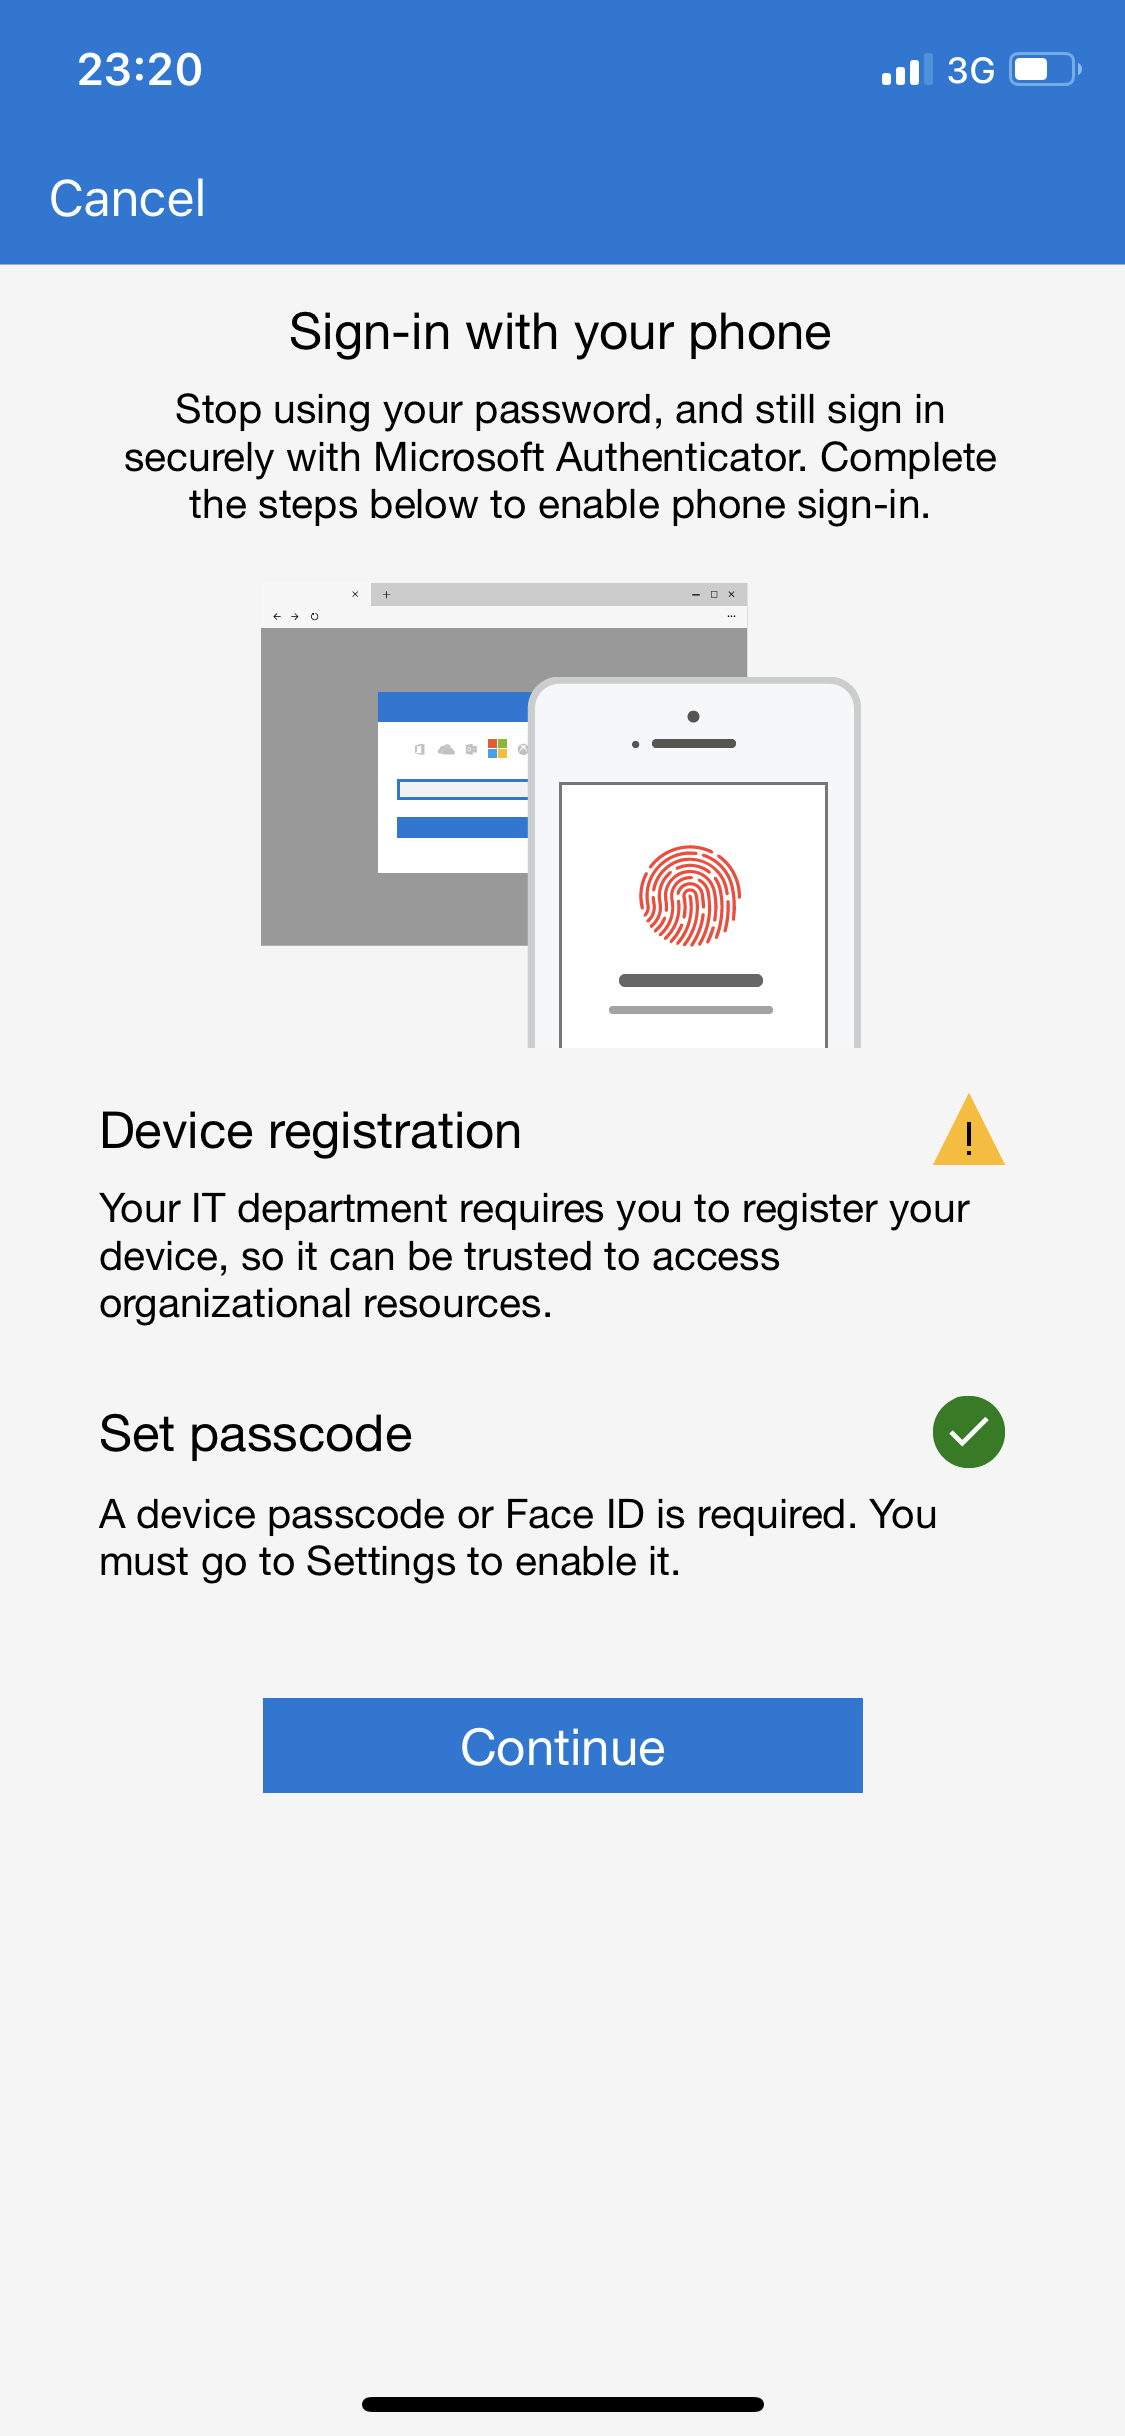 23:20
3G
Cancel
Sign-in with your phone
Stop using your password, and still sign in
securely with Microsoft Authenticator. Complete
the steps below to enable phone sign-in.
Device registration
Your IT department requires you to register your
device, so it can be trusted to access
organizational resources.
Set passcode
A device passcode or Face ID is required. You
must go to Settings to enable it.
Continue